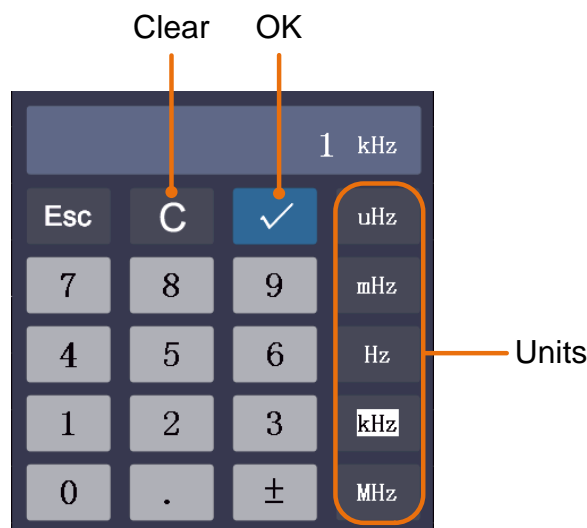 Clear OK
1 kHz
Esc C ✓ uHz
7 8 9 mHz
4 5 6 Hz Units
1 2 3 kHz
0 . ± MHz